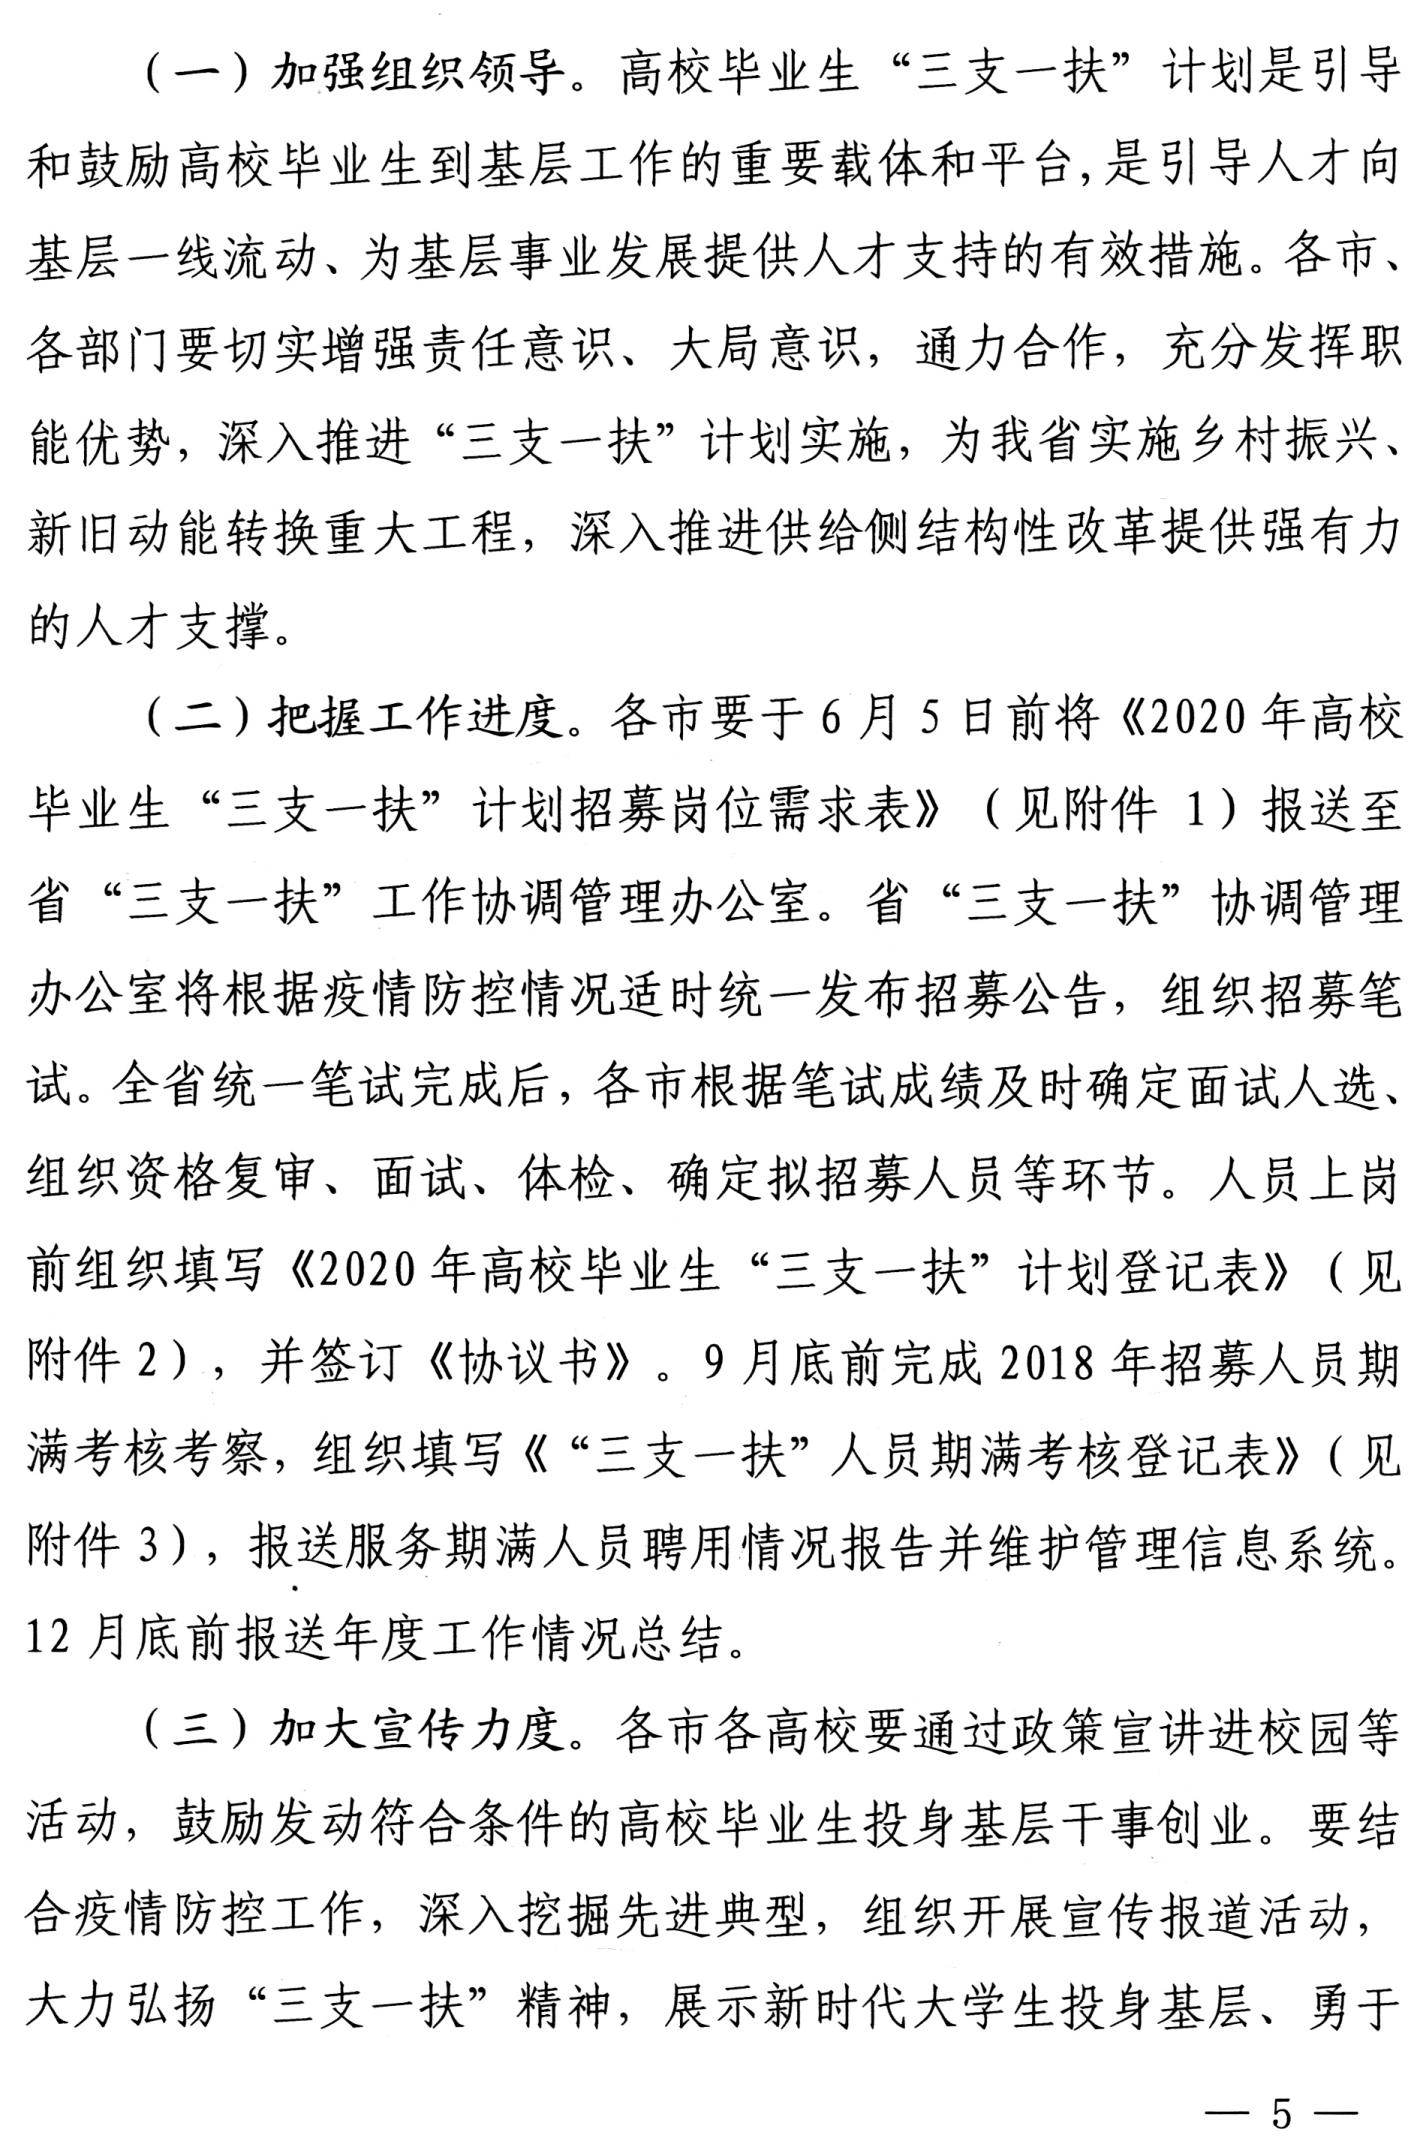 （一）加强组织领导。高校毕业生“三支一扶”计划是引导
和鼓励高校毕业生到基层工作的重要载体和平台，是引导人才向
基层一线流动、为基层事业发展提供人才支持的有效措施。各市、
各部门要切实增强责任意识、大局意识，通力合作，充分发挥职
能优势，深入推进“三支一扶”计划实施，为我省实施乡村振兴、
新旧动能转换重大工程，深入推进供给侧结构性改革提供强有力
的人才支撑。
（二）把握工作进度。各市要于 6 月 5 日前将《2020 年高校
毕业生“三支一扶”计划招募岗位需求表》（见附件 1）报送至
省“三支一扶”工作协调管理办公室。省“三支一扶”协调管理
办公室将根据疫情防控情况适时统一发布招募公告，组织招募笔
试。全省统一笔试完成后，各市根据笔试成绩及时确定面试人选、
组织资格复审、面试、体检、确定拟招募人员等环节。人员上岗
前组织填写《2020 年高校毕业生“三支一扶”计划登记表》（见
附件 2），并签订《协议书》。9 月底前完成 2018 年招募人员期
满考核考察，组织填写《“三支一扶”人员期满考核登记表》（见
附件 3），报送服务期满人员聘用情况报告并维护管理信息系统。
12 月底前报送年度工作情况总结。
（三）加大宣传力度。各市各高校要通过政策宣讲进校园等
活动，鼓励发动符合条件的高校毕业生投身基层干事创业。要结
合疫情防控工作，深入挖掘先进典型，组织开展宣传报道活动，
大力弘扬“三支一扶”精神，展示新时代大学生投身基层、勇于
— 5 —